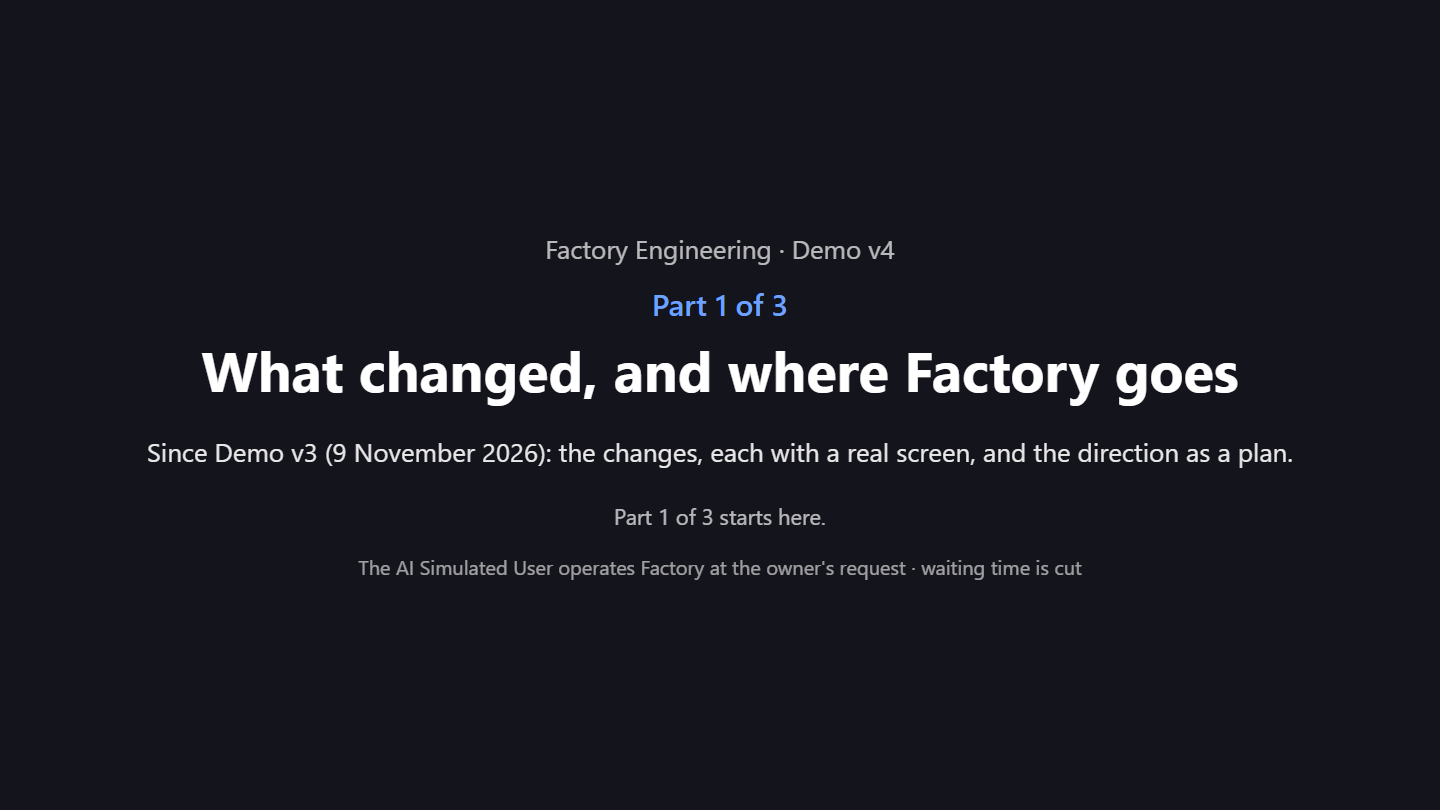 Factory Engineering · Demo v4
Part 1 of 3
What changed, and where Factory goes
Since Demo v3 (9 November 2026): the changes, each with a real screen, and the direction as a plan.
Part 1 of 3 starts here.
The AI Simulated User operates Factory at the owner's request · waiting time is cut